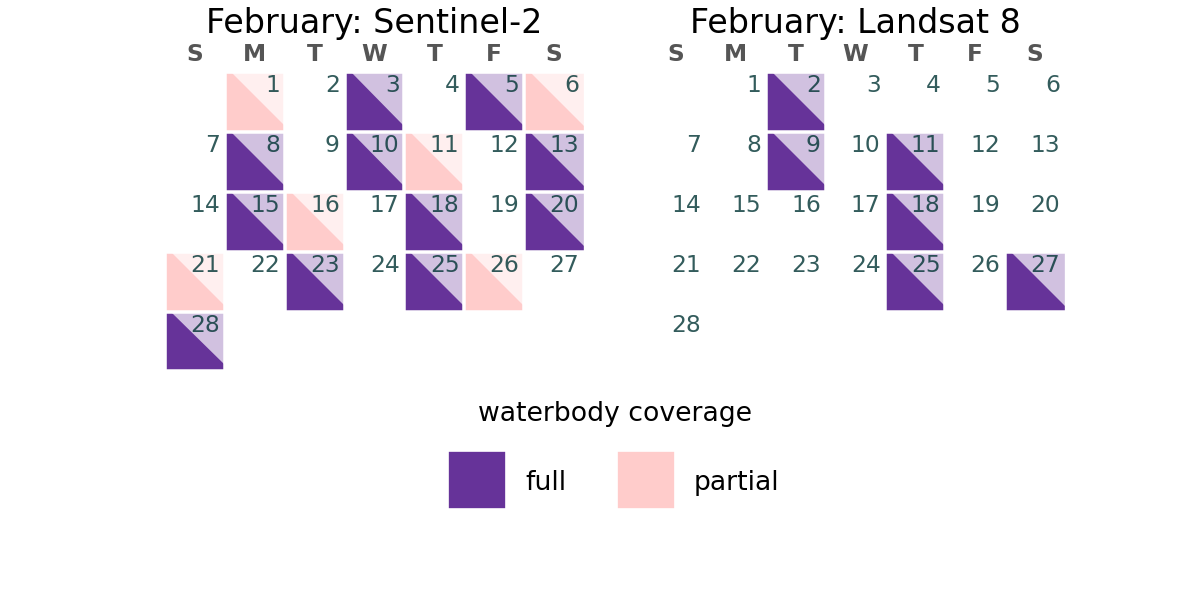 February: Sentinel-2
S M T W T F S
1 2 3 4 5 6
7 8 9 10 11 12 13
14 15 16 17 18 19 20
21 22 23 24 25 26 27
28
February: Landsat 8
S M T W T F S
1 2 3 4 5 6
7 8 9 10 11 12 13
14 15 16 17 18 19 20
21 22 23 24 25 26 27
28
waterbody coverage
full partial